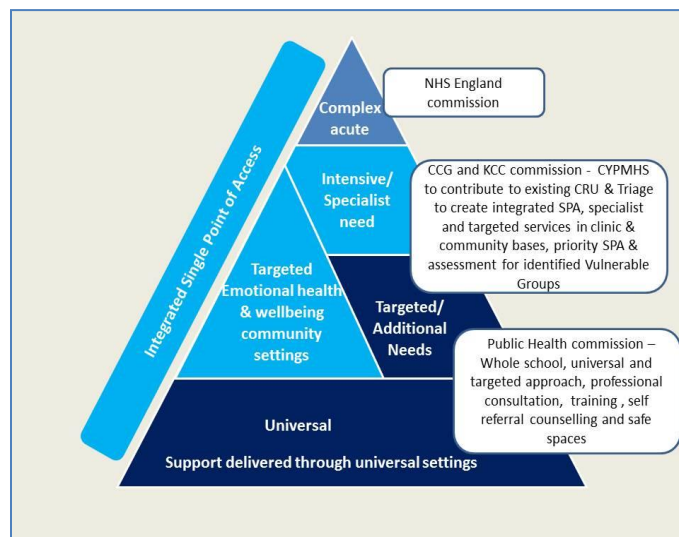 Integrated Single Point of Access
Complex
acute
NHS England
commission
Intensive/
Specialist
need
CCG and KCC commission - CYPMHS
to contribute to existing CRU & Triage
to create integrated SPA, specialist
and targeted services in clinic &
community bases, priority SPA &
assessment for identified Vulnerable
Groups
Targeted
Emotional health
& wellbeing
community
settings
Targeted/
Additional
Needs
Public Health commission –
Whole school, universal and
targeted approach, professional
consultation, training , self
referral counselling and safe
spaces
Universal
Support delivered through universal settings